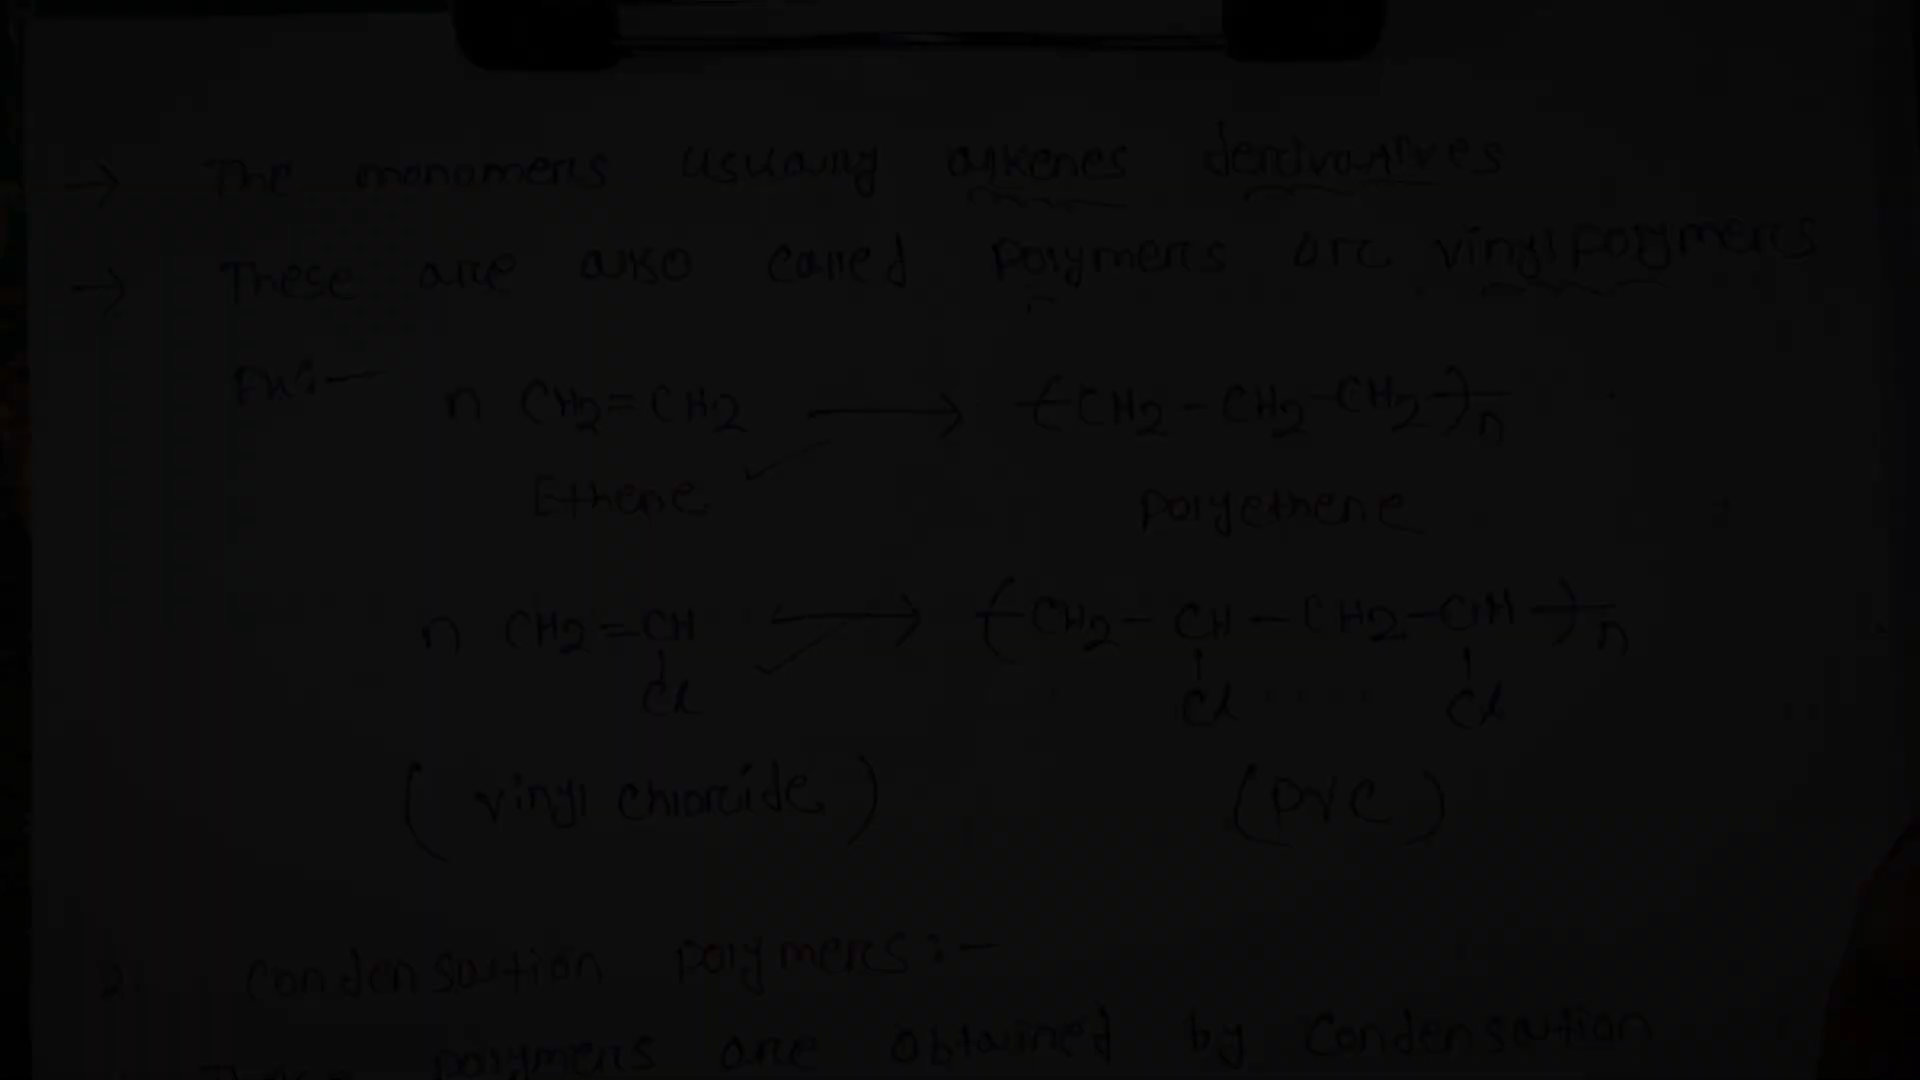 → The monomers usually alkenes derivatives
→ These are also called polymers are vinyl polymers
Ex:- n CH2=CH2 → -(CH2-CH2-CH2)-n
Ethene polyethene
n CH2=CH → -(CH2-CH-CH2-CH-)-n
Cl Cl Cl
(vinyl chloride) (PVC)
2. Condensation polymers:-
These polymers are obtained by condensation